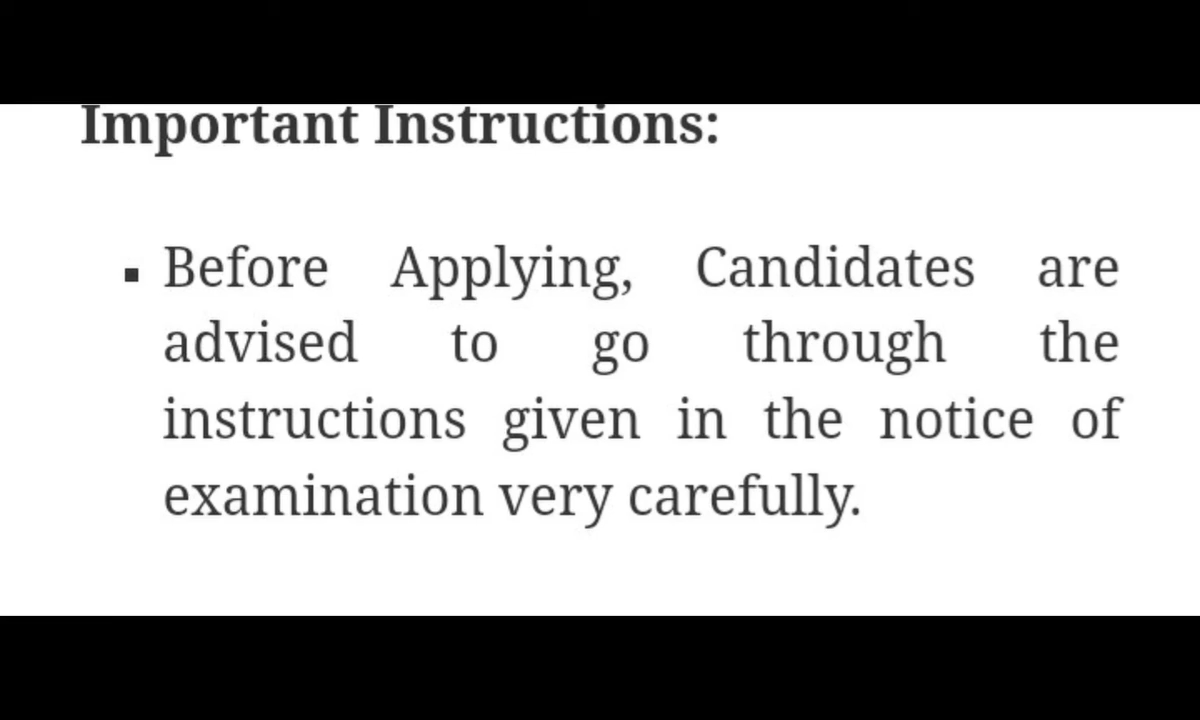 Important Instructions:
▪ Before Applying, Candidates are
advised to go through the
instructions given in the notice of
examination very carefully.